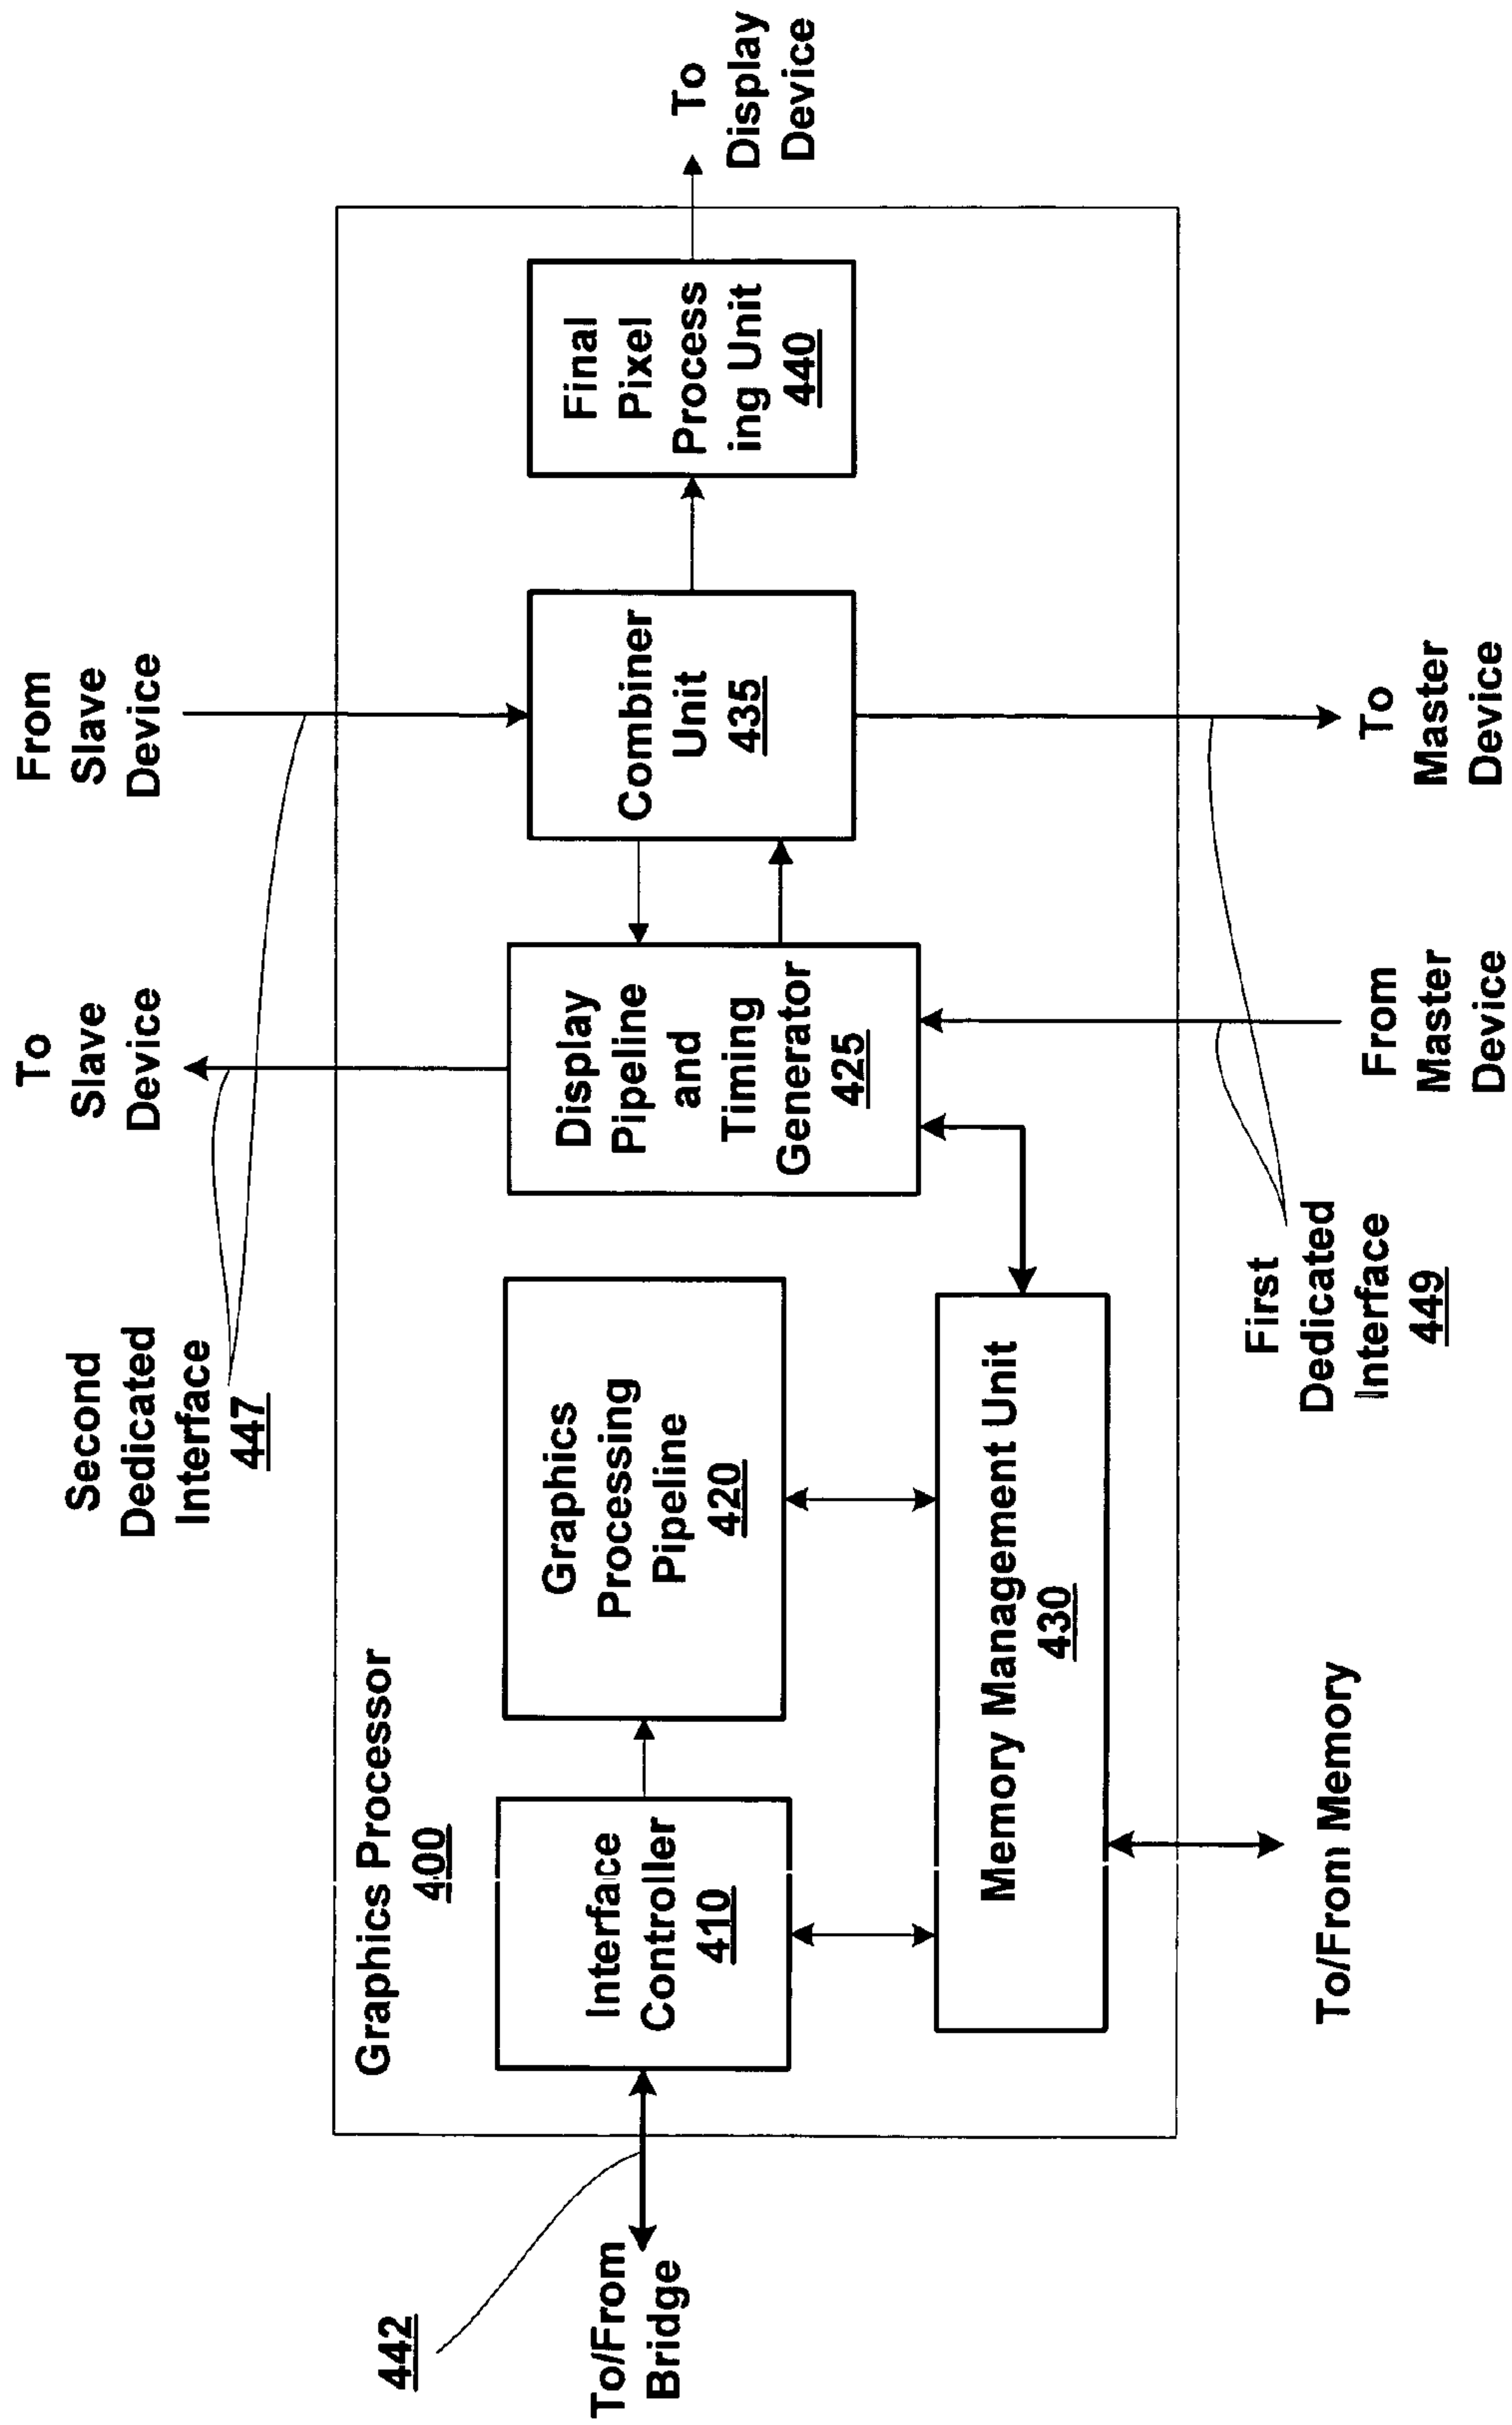 Graphics Processor
400
442
To/From
Bridge
Interface
Controller
410
Graphics
Processing
Pipeline
420
Memory Management Unit
430
To/From Memory
Second
Dedicated
Interface
447
To
Slave
Device
From
Slave
Device
Display
Pipeline
and
Timing
Generator
425
Combiner
Unit
435
Final
Pixel
Process
ing Unit
440
To
Display
Device
First
Dedicated
Interface
449
From
Master
Device
To
Master
Device